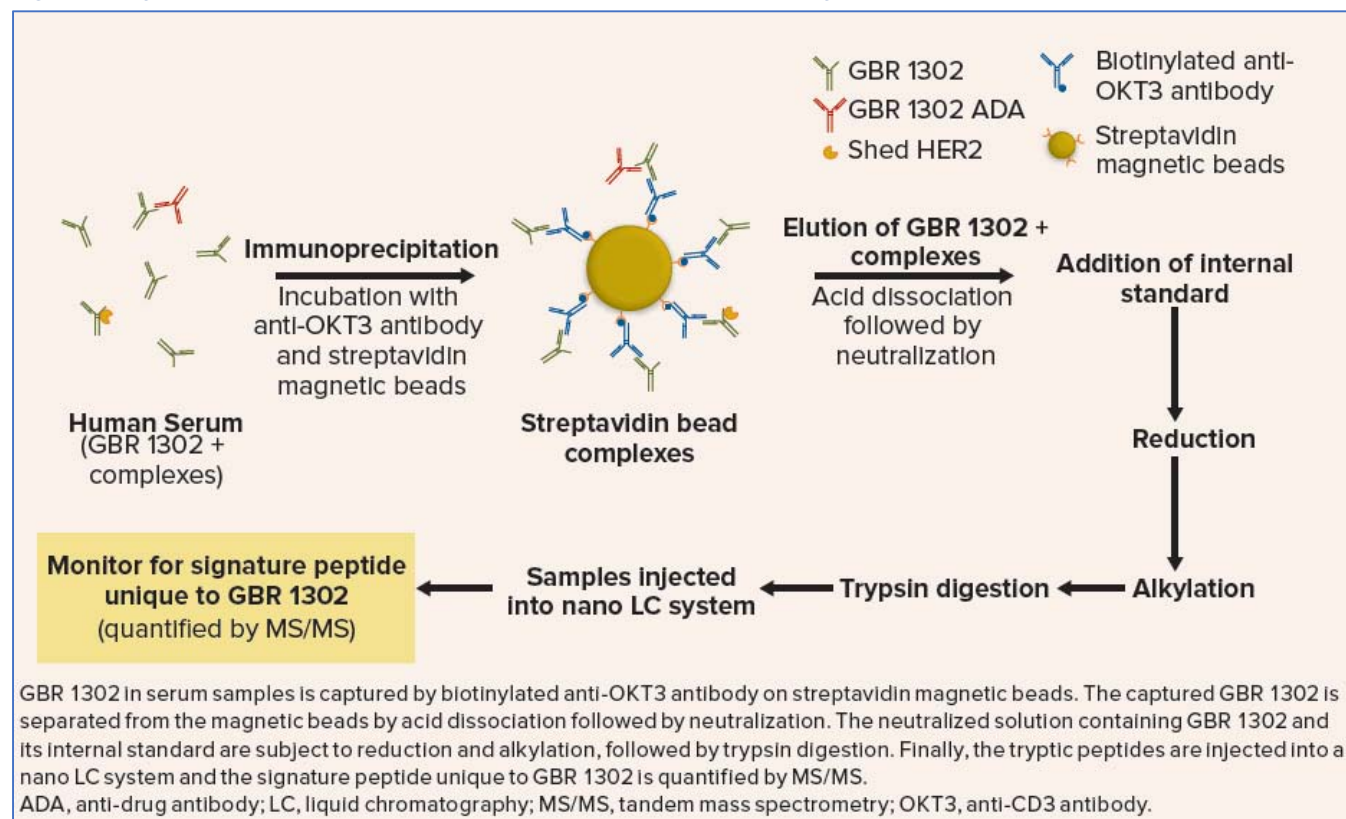 GBR 1302
GBR 1302 ADA
Shed HER2
Biotinylated anti-
OKT3 antibody
Streptavidin
magnetic beads
Human Serum
(GBR 1302 +
complexes)
Immunoprecipitation
Incubation with
anti-OKT3 antibody
and streptavidin
magnetic beads
Streptavidin bead
complexes
Elution of GBR 1302 +
complexes
Acid dissociation
followed by
neutralization
Addition of internal
standard
Reduction
Alkylation
Trypsin digestion
Samples injected
into nano LC system
Monitor for signature peptide
unique to GBR 1302
(quantified by MS/MS)
GBR 1302 in serum samples is captured by biotinylated anti-OKT3 antibody on streptavidin magnetic beads. The captured GBR 1302 is
separated from the magnetic beads by acid dissociation followed by neutralization. The neutralized solution containing GBR 1302 and
its internal standard are subject to reduction and alkylation, followed by trypsin digestion. Finally, the tryptic peptides are injected into a
nano LC system and the signature peptide unique to GBR 1302 is quantified by MS/MS.
ADA, anti-drug antibody; LC, liquid chromatography; MS/MS, tandem mass spectrometry; OKT3, anti-CD3 antibody.